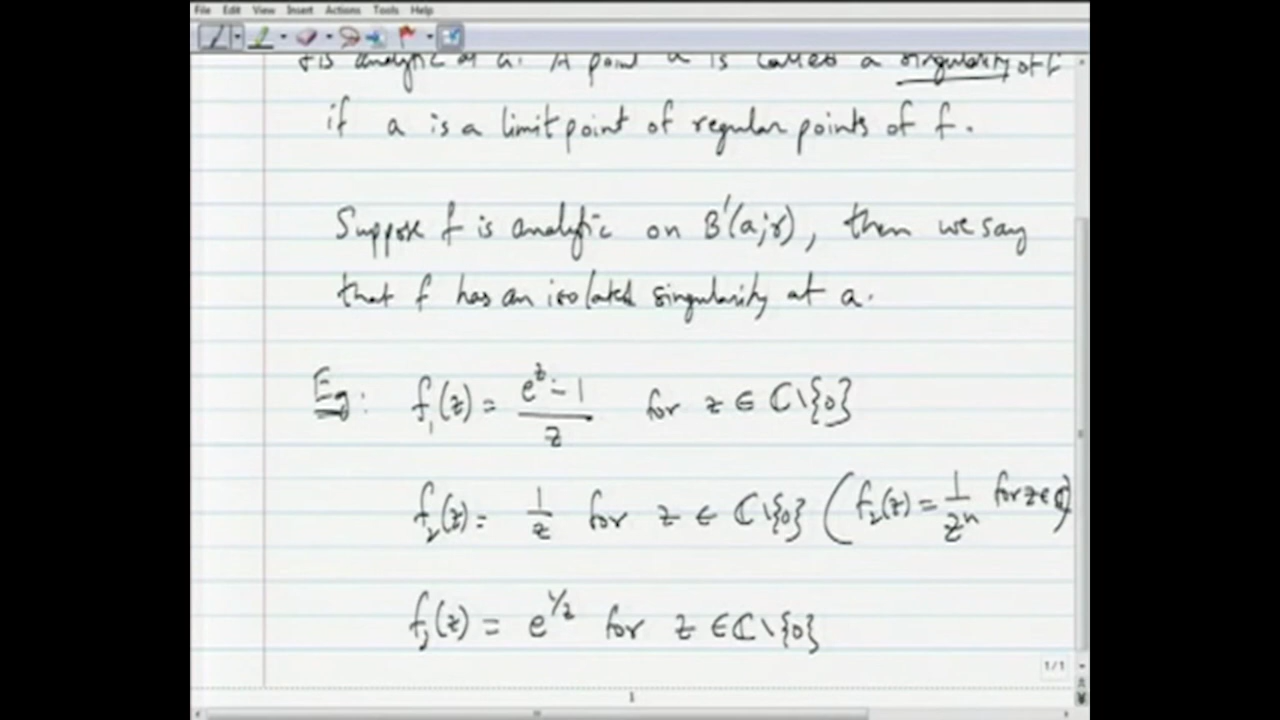 File Edit View Insert Actions Tools Help
f is analytic at a. A point a is called a singularity of f
if a is a limit point of regular points of f.
Suppose f is analytic on B'(a;r), then we say
that f has an isolated singularity at a.
Eg: f₁(z) = (e^z - 1)/z for z ∈ ℂ\{0}
f₂(z) = 1/z for z ∈ ℂ\{0} (f₂(z) = 1/z^n for z ∈ ℂ)
f₃(z) = e^{1/z} for z ∈ ℂ\{0}
1/1
1